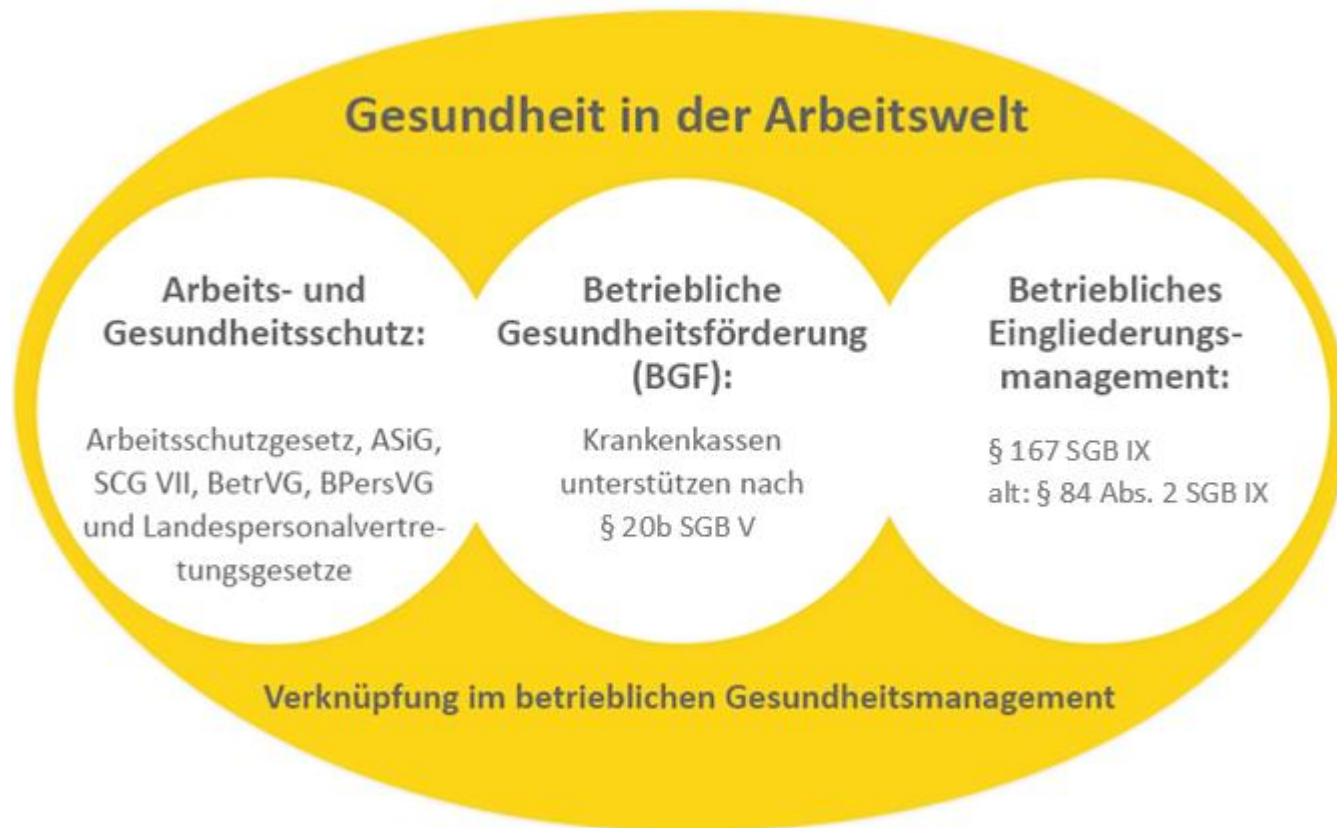 Gesundheit in der Arbeitswelt
Arbeits- und
Gesundheitsschutz:
Arbeitsschutzgesetz, ASiG,
SCG VII, BetrVG, BPersVG
und Landespersonalvertre-
tungsgesetze
Betriebliche
Gesundheitsförderung
(BGF):
Krankenkassen
unterstützen nach
§ 20b SGB V
Betriebliches
Eingliederungs-
management:
§ 167 SGB IX
alt: § 84 Abs. 2 SGB IX
Verknüpfung im betrieblichen Gesundheitsmanagement